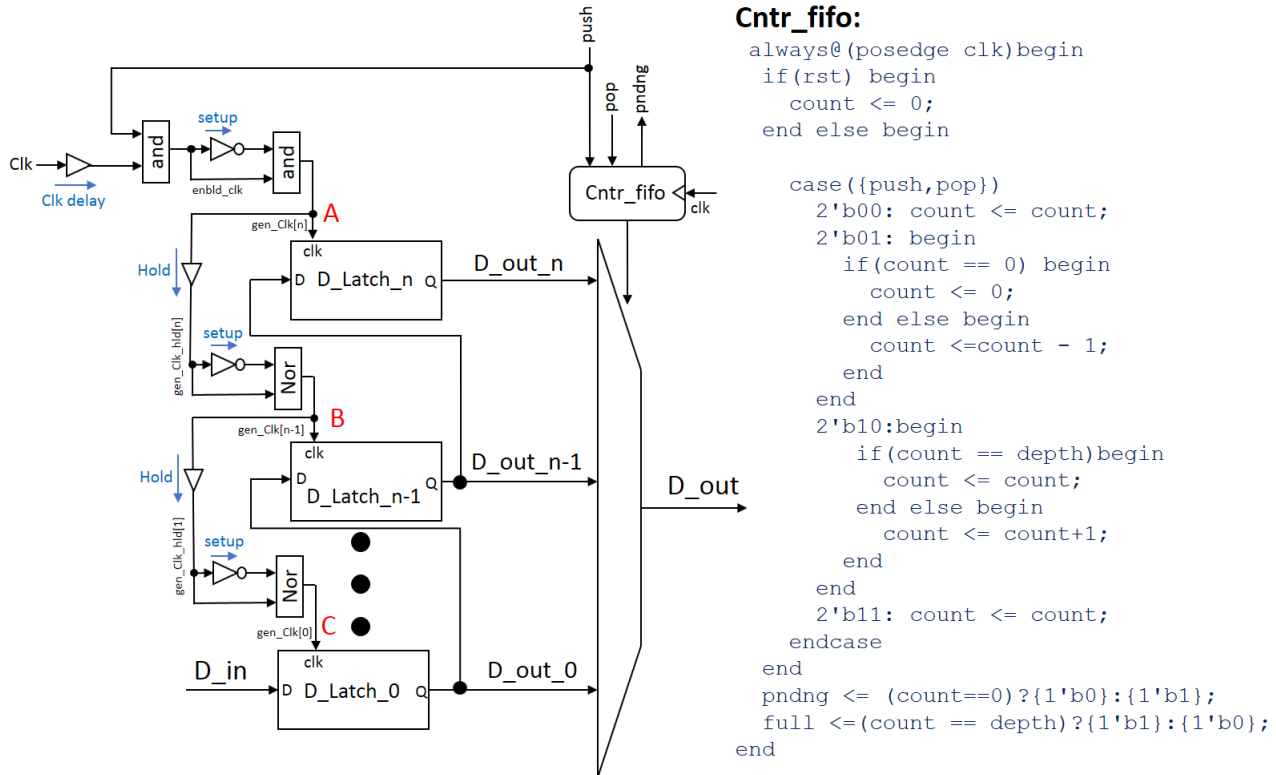 push
Cntr_fifo:
always@(posedge clk)begin
if(rst) begin
count <= 0;
end else begin
case({push,pop})
2'b00: count <= count;
2'b01: begin
if(count == 0) begin
count <= 0;
end else begin
count <=count - 1;
end
end
2'b10:begin
if(count == depth)begin
count <= count;
end else begin
count <= count+1;
end
end
2'b11: count <= count;
endcase
end
pndng <= (count==0)?{1'b0}:{1'b1};
full <=(count == depth)?{1'b1}:{1'b0};
end
pop
pndng
Cntr_fifo
clk
Clk
Clk delay
and
setup
enbld_clk
and
A
gen_Clk[n]
clk
D
D_Latch_n
Q
D_out_n
Hold
gen_Clk_hld[n]
setup
Nor
B
gen_Clk[n-1]
clk
D
D_Latch_n-1
Q
D_out_n-1
D_out
Hold
gen_Clk_hld[1]
setup
Nor
C
gen_Clk[0]
clk
D_in
D
D_Latch_0
Q
D_out_0